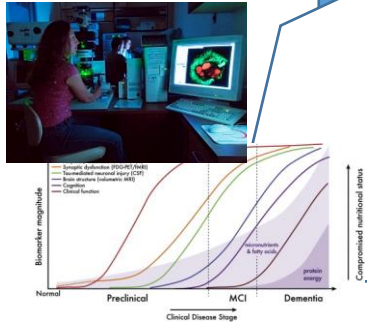 Synaptic dysfunction (FDG-PET/fMRI)
Tau-mediated neuronal injury (CSF)
Brain structure (volumetric MRI)
Cognition
Clinical function
Biomarker magnitude
micronutrients
& fatty acids
protein
energy
Compromised nutritional status
Normal
Preclinical
MCI
Dementia
Clinical Disease Stage